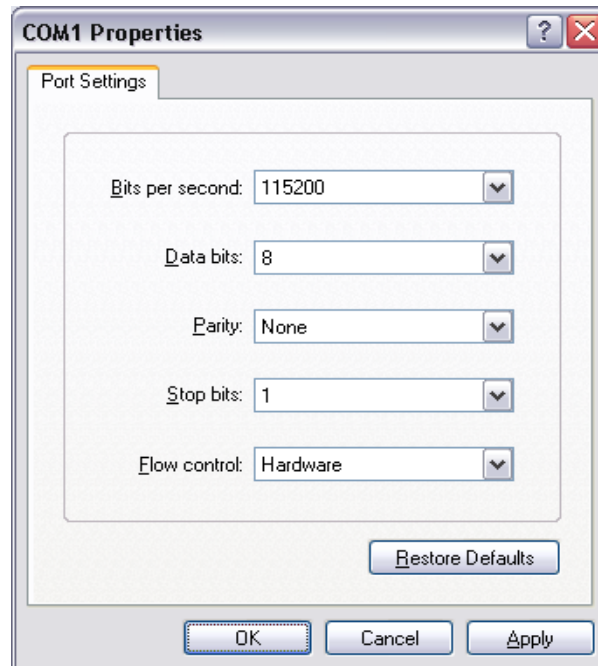 COM1 Properties
Port Settings
Bits per second: 115200
Data bits: 8
Parity: None
Stop bits: 1
Flow control: Hardware
Restore Defaults
OK Cancel Apply